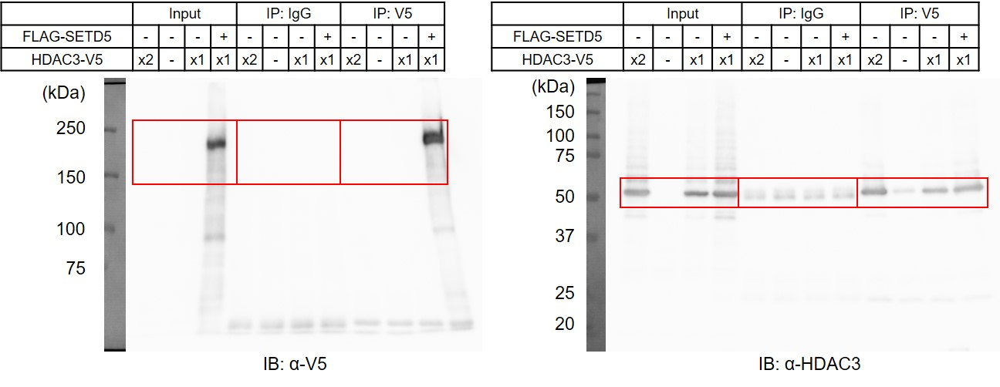 Input IP: IgG IP: V5
FLAG-SETD5 - - - + - - - + - - - +
HDAC3-V5 x2 - x1 x1 x2 - x1 x1 x2 - x1 x1
(kDa)
250
150
100
75
IB: α-V5
Input IP: IgG IP: V5
FLAG-SETD5 - - - + - - - + - - - +
HDAC3-V5 x2 - x1 x1 x2 - x1 x1 x2 - x1 x1
(kDa)
150
100
75
50
37
25
20
IB: α-HDAC3